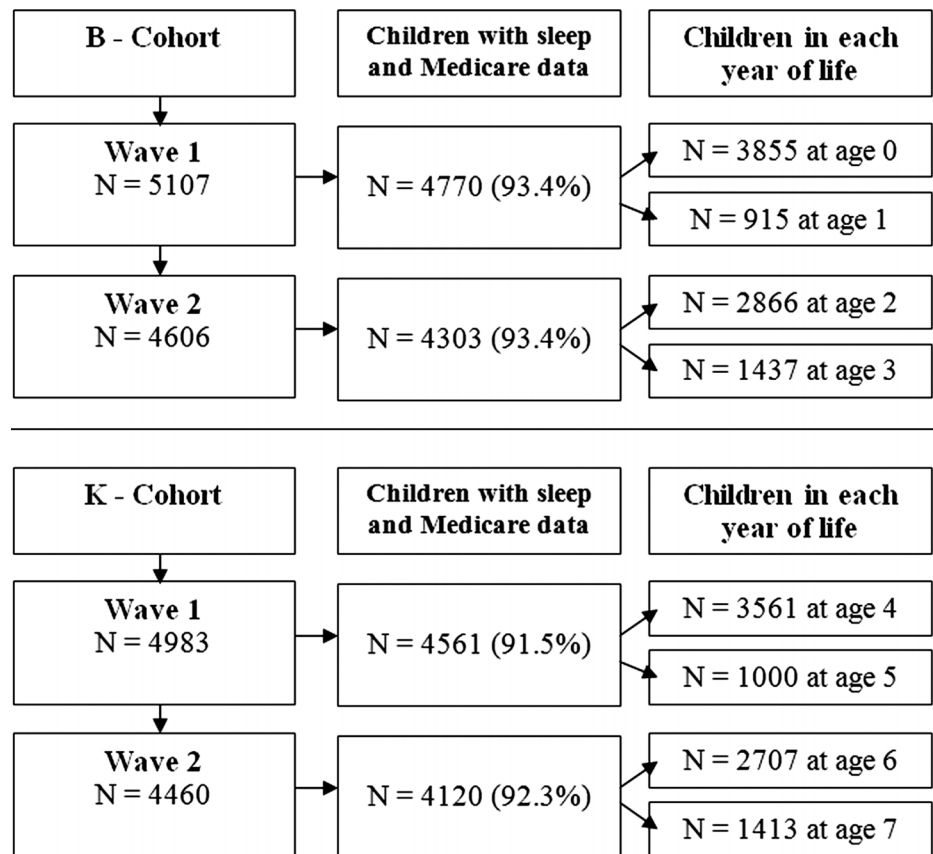 B - Cohort
Children with sleep
and Medicare data
Children in each
year of life
Wave 1
N = 5107
N = 4770 (93.4%)
N = 3855 at age 0
N = 915 at age 1
Wave 2
N = 4606
N = 4303 (93.4%)
N = 2866 at age 2
N = 1437 at age 3
K - Cohort
Children with sleep
and Medicare data
Children in each
year of life
Wave 1
N = 4983
N = 4561 (91.5%)
N = 3561 at age 4
N = 1000 at age 5
Wave 2
N = 4460
N = 4120 (92.3%)
N = 2707 at age 6
N = 1413 at age 7